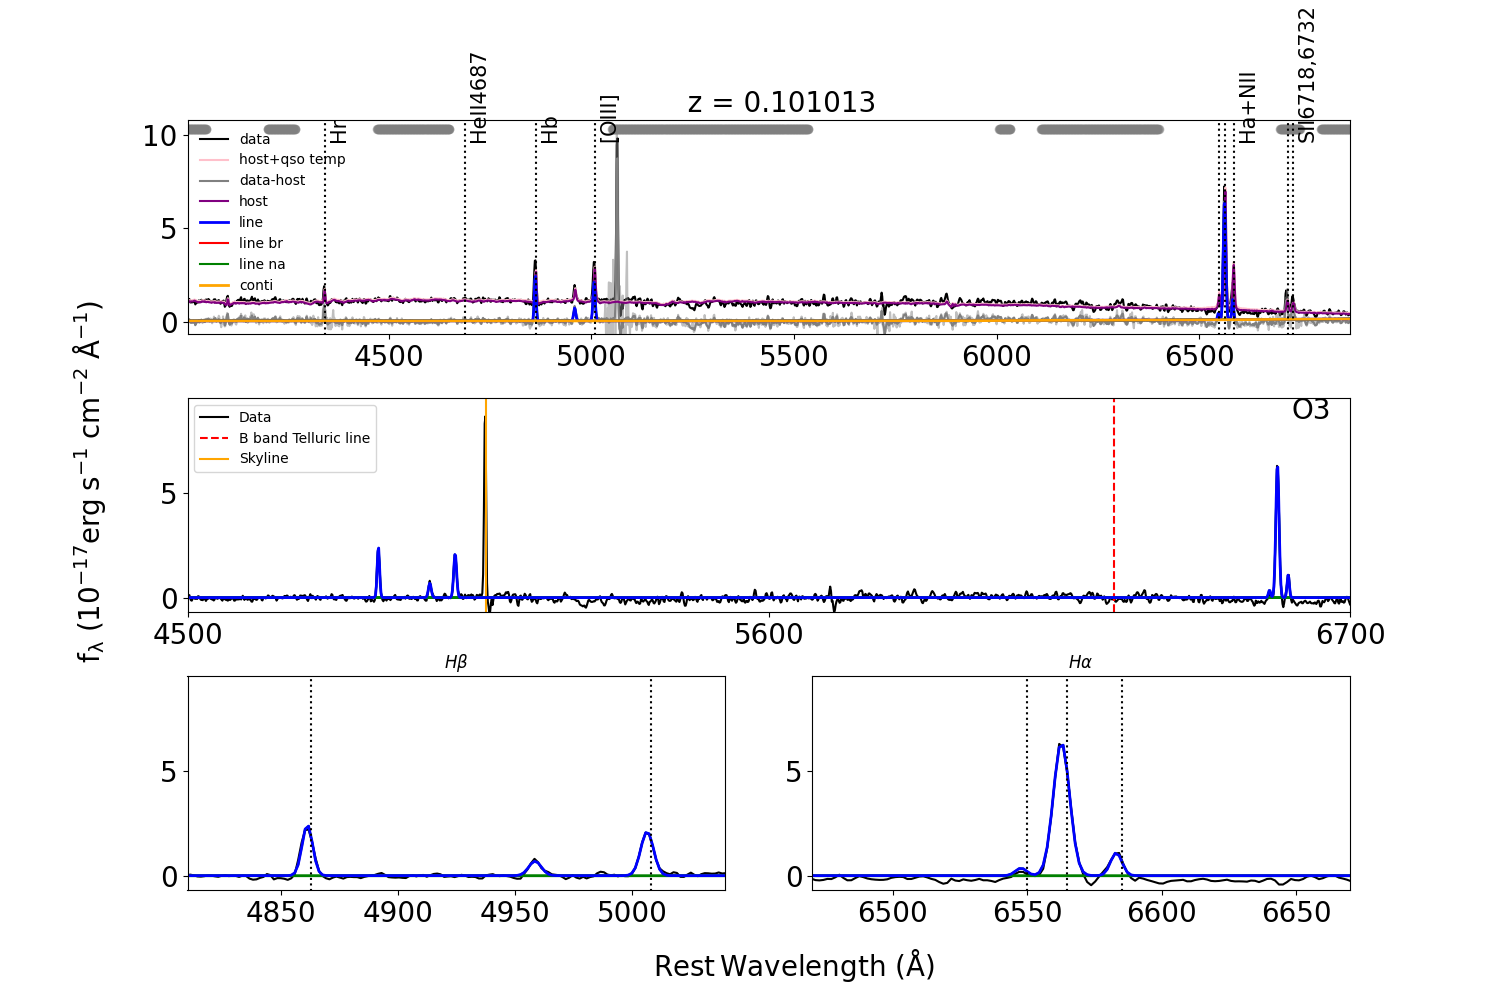 z = 0.101013
Hr
HeII4687
Hb
[OIII]
Ha+NII
SII6718,6732
data
host+qso temp
data-host
host
line
line br
line na
conti
10
5
0
4500 5000 5500 6000 6500
O3
Data
B band Telluric line
Skyline
5
0
4500 5600 6700
fλ (10−17erg s−1 cm−2 Å−1)
Hβ
5
0
4850 4900 4950 5000
Hα
5
0
6500 6550 6600 6650
Rest Wavelength (Å)